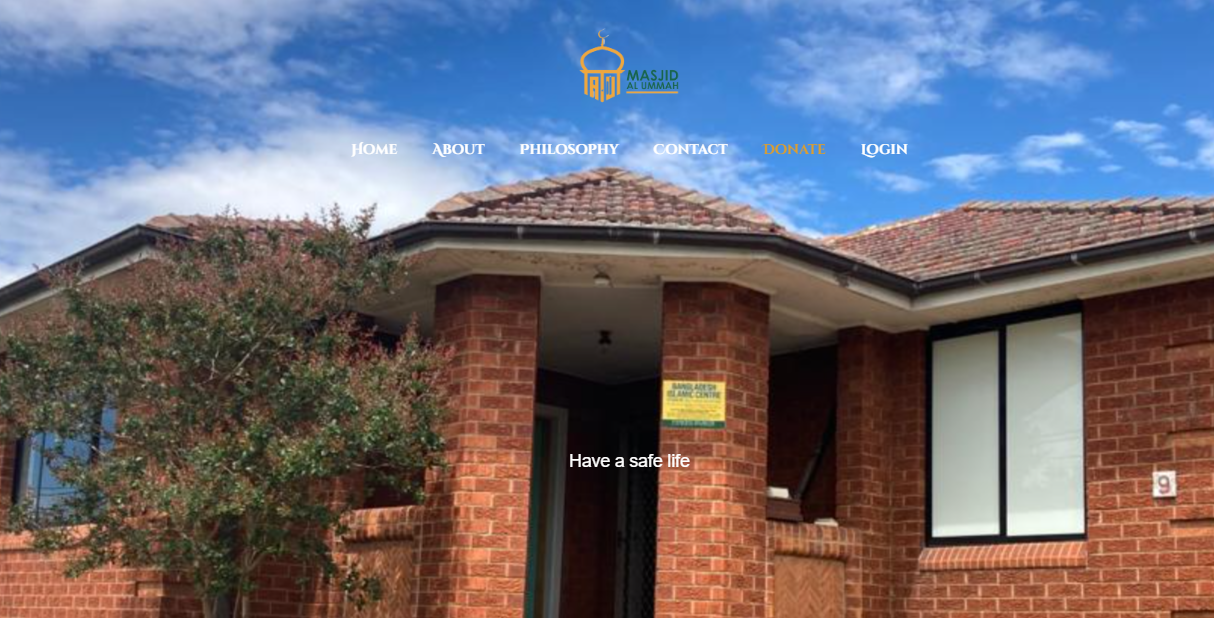 MASJID
AL UMMAH
Home About Philosophy Contact Donate Login
BANGLADESH
ISLAMIC CENTRE
Have a safe life
9